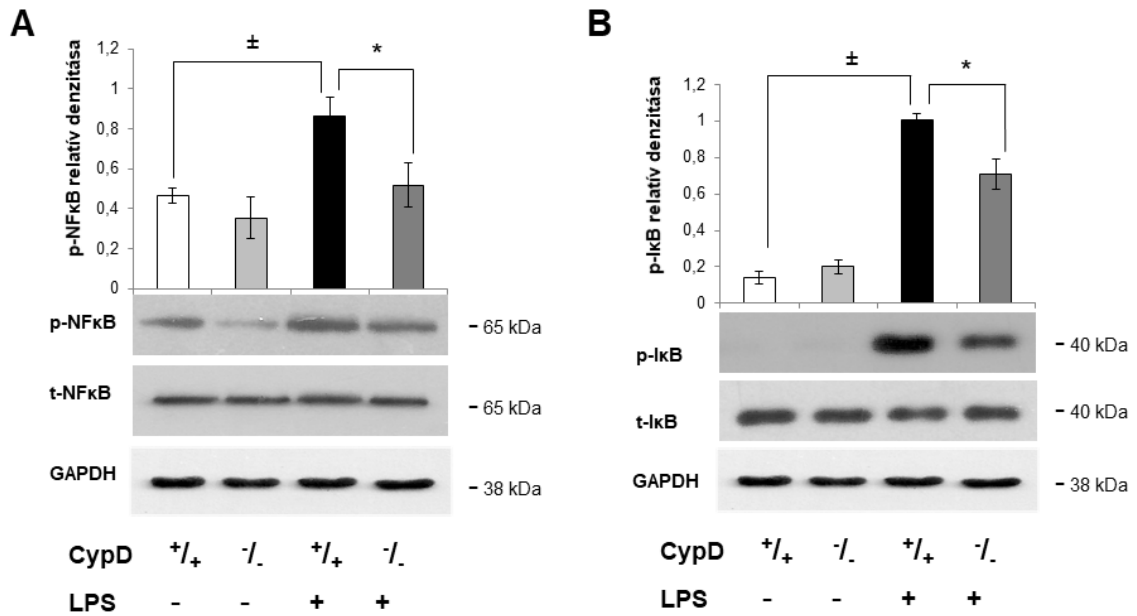 A
p-NFκB relatív denzitása
1,2
1
0,8
0,6
0,4
0,2
0
±
*
p-NFκB
- 65 kDa
t-NFκB
- 65 kDa
GAPDH
- 38 kDa
CypD +/+ -/- +/+ -/-
LPS - - + +
B
p-IκB relatív denzitása
1,2
1
0,8
0,6
0,4
0,2
0
±
*
p-IκB
- 40 kDa
t-IκB
- 40 kDa
GAPDH
- 38 kDa
CypD +/+ -/- +/+ -/-
LPS - - + +